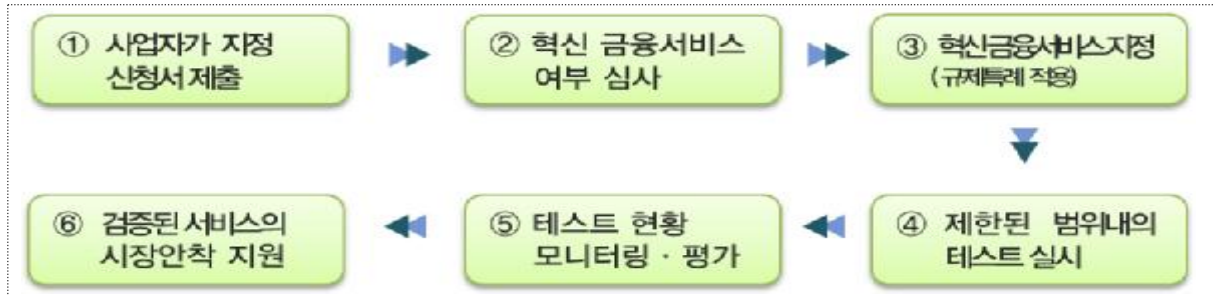 ① 사업자가 지정
신청서 제출
② 혁신 금융서비스
여부 심사
③ 혁신금융서비스지정
(규제특례 적용)
④ 제한된 범위내의
테스트 실시
⑤ 테스트 현황
모니터링 · 평가
⑥ 검증된 서비스의
시장안착 지원